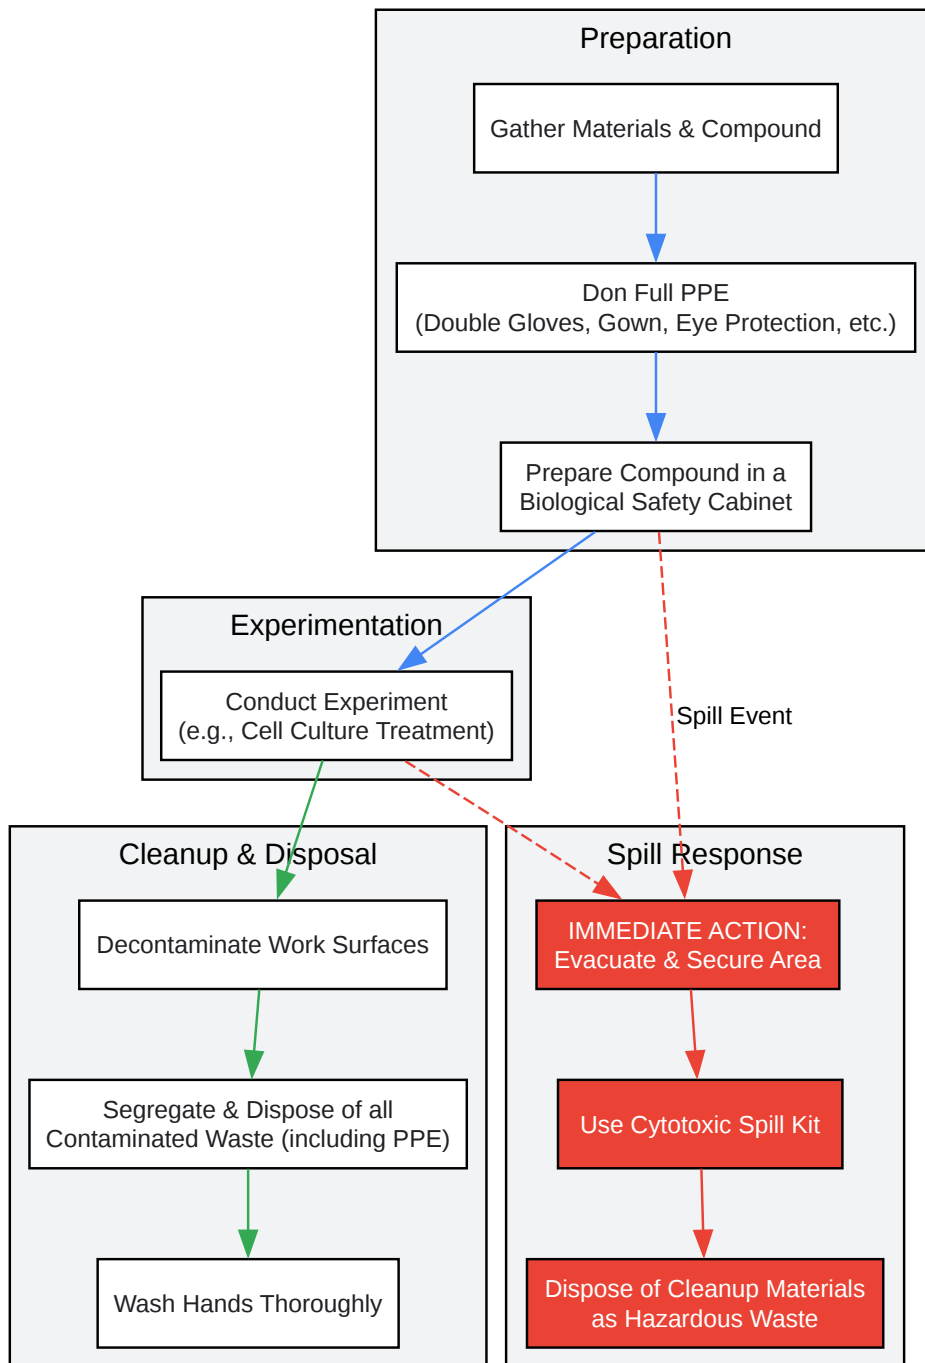 Preparation
Gather Materials & Compound
Don Full PPE
(Double Gloves, Gown, Eye Protection, etc.)
Prepare Compound in a
Biological Safety Cabinet
Experimentation
Conduct Experiment
(e.g., Cell Culture Treatment)
Spill Event
Cleanup & Disposal
Decontaminate Work Surfaces
Segregate & Dispose of all
Contaminated Waste (including PPE)
Wash Hands Thoroughly
Spill Response
IMMEDIATE ACTION:
Evacuate & Secure Area
Use Cytotoxic Spill Kit
Dispose of Cleanup Materials
as Hazardous Waste